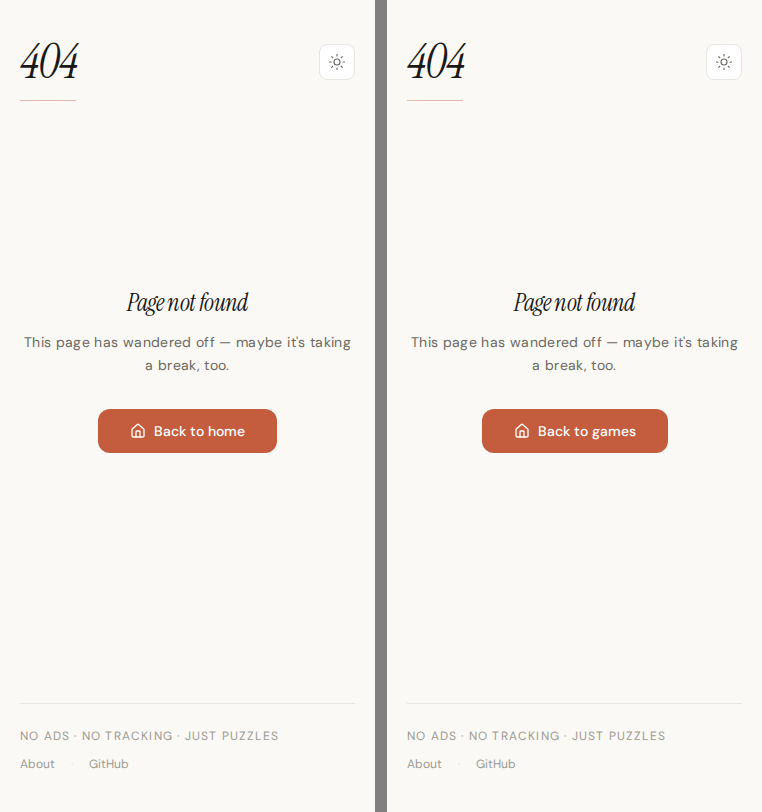 404
Page not found
This page has wandered off — maybe it's taking
a break, too.
Back to home
NO ADS · NO TRACKING · JUST PUZZLES
About · GitHub
404
Page not found
This page has wandered off — maybe it's taking
a break, too.
Back to games
NO ADS · NO TRACKING · JUST PUZZLES
About · GitHub